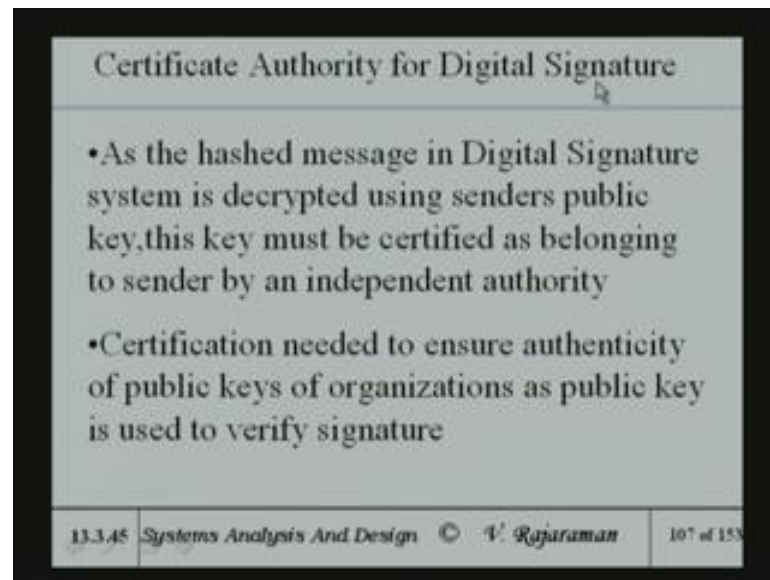 Certificate Authority for Digital Signature
•As the hashed message in Digital Signature
system is decrypted using senders public
key,this key must be certified as belonging
to sender by an independent authority
•Certification needed to ensure authenticity
of public keys of organizations as public key
is used to verify signature
13.3.45 Systems Analysis And Design © V. Rajaraman 107 of 153